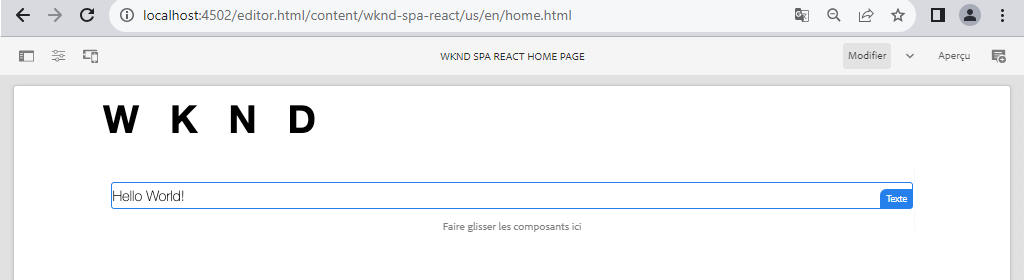 localhost:4502/editor.html/content/wknd-spa-react/us/en/home.html
WKND SPA REACT HOME PAGE Modifier Aperçu
W K N D
Hello World!
Texte
Faire glisser les composants ici